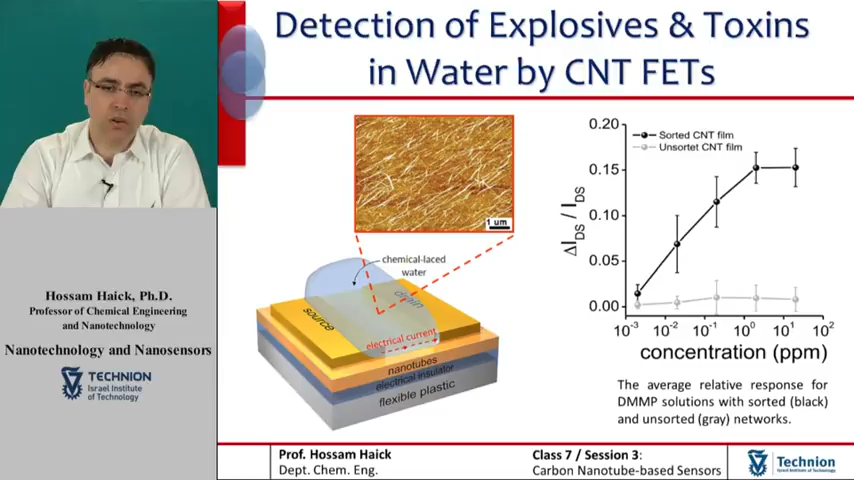 Detection of Explosives & Toxins
in Water by CNT FETs
Hossam Haick, Ph.D.
Professor of Chemical Engineering
and Nanotechnology
Nanotechnology and Nanosensors
TECHNION
Israel Institute
of Technology
1 um
chemical-laced
water
source
drain
electrical current
nanotubes
electrical insulator
flexible plastic
0.20
0.15
0.10
0.05
0.00
ΔI_DS / I_DS
Sorted CNT film
Unsortet CNT film
10^-3 10^-2 10^-1 10^0 10^1 10^2
concentration (ppm)
The average relative response for
DMMP solutions with sorted (black)
and unsorted (gray) networks.
Prof. Hossam Haick
Dept. Chem. Eng.
Class 7 / Session 3:
Carbon Nanotube-based Sensors
Technion
Israel Institute of Technology